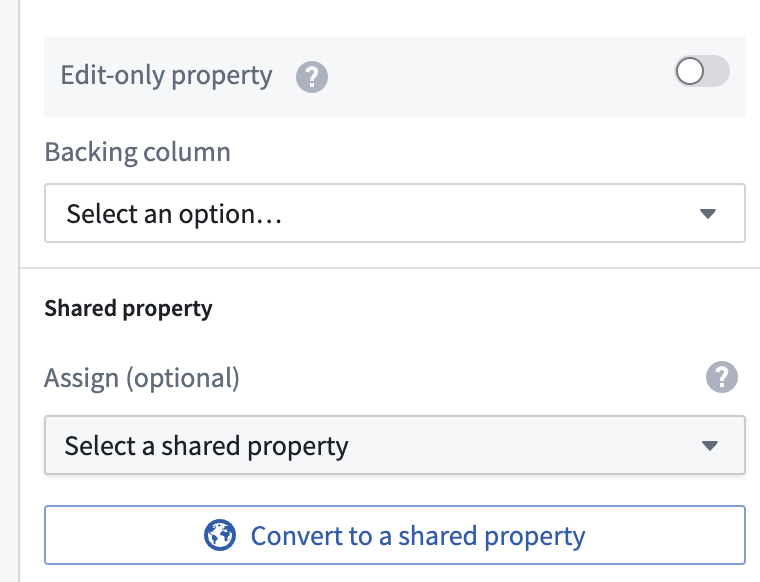 Edit-only property ?
Backing column
Select an option…
Shared property
Assign (optional) ?
Select a shared property
Convert to a shared property